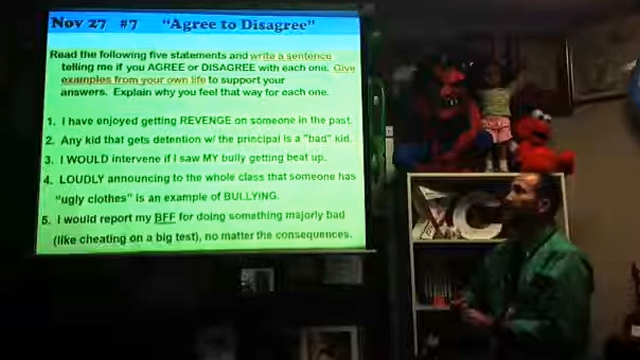 Nov 27 #7 "Agree to Disagree"
Read the following five statements and write a sentence
telling me if you AGREE or DISAGREE with each one. Give
examples from your own life to support your
answers. Explain why you feel that way for each one.
1. I have enjoyed getting REVENGE on someone in the past.
2. Any kid that gets detention w/ the principal is a "bad" kid.
3. I WOULD intervene if I saw MY bully getting beat up.
4. LOUDLY announcing to the whole class that someone has
"ugly clothes" is an example of BULLYING.
5. I would report my BFF for doing something majorly bad
(like cheating on a big test), no matter the consequences.